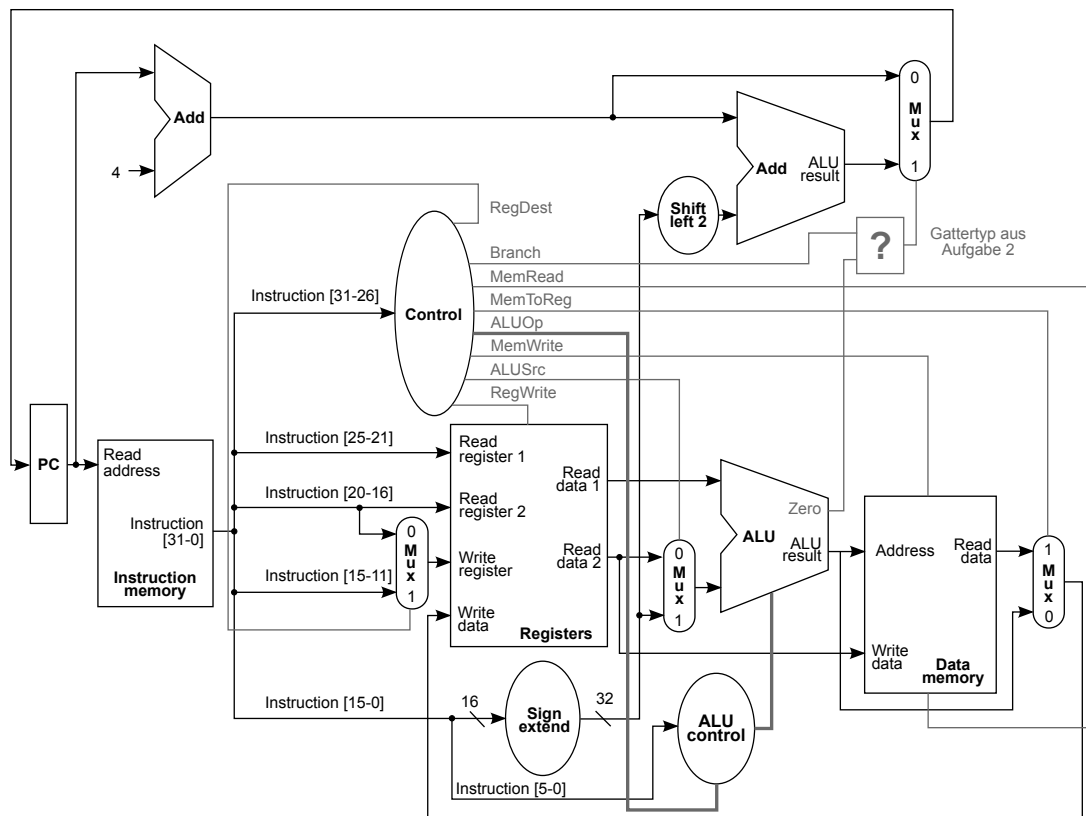 0
M
u
x
1
Add
4
Add
ALU
result
Shift
left 2
RegDest
Branch
MemRead
MemToReg
ALUOp
MemWrite
ALUSrc
RegWrite
?
Gattertyp aus
Aufgabe 2
Instruction [31-26]
Control
PC
Read
address
Instruction
[31-0]
Instruction
memory
Instruction [25-21]
Instruction [20-16]
Instruction [15-11]
0
M
u
x
1
Read
register 1
Read
register 2
Write
register
Write
data
Read
data 1
Read
data 2
Registers
0
M
u
x
1
Zero
ALU
ALU
result
Address
Read
data
Write
data
Data
memory
1
M
u
x
0
Instruction [15-0]
16
Sign
extend
32
ALU
control
Instruction [5-0]